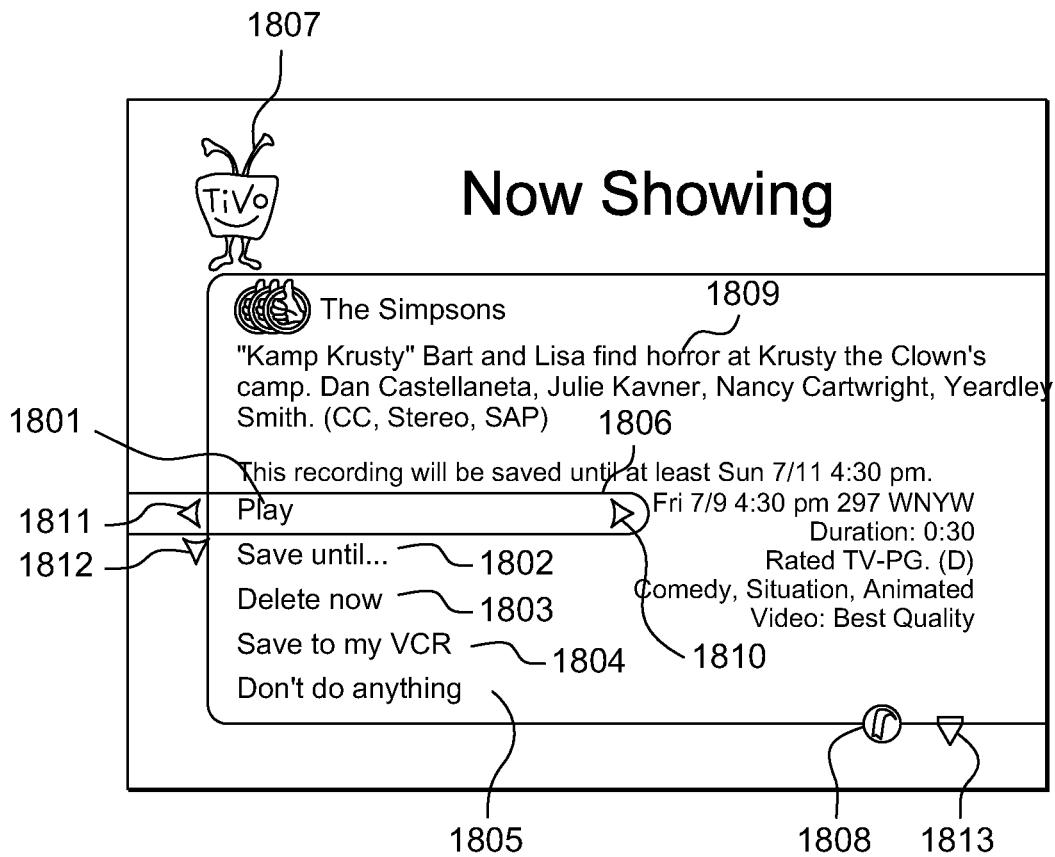 1807
TiVo
Now Showing
The Simpsons
1809
"Kamp Krusty" Bart and Lisa find horror at Krusty the Clown's
camp. Dan Castellaneta, Julie Kavner, Nancy Cartwright, Yeardley
Smith. (CC, Stereo, SAP)
1801
1806
This recording will be saved until at least Sun 7/11 4:30 pm.
1811
Play
Fri 7/9 4:30 pm 297 WNYW
Duration: 0:30
1812
Save until...
1802
Rated TV-PG. (D)
Delete now
1803
Comedy, Situation, Animated
Video: Best Quality
Save to my VCR
1804
1810
Don't do anything
1805
1808
1813